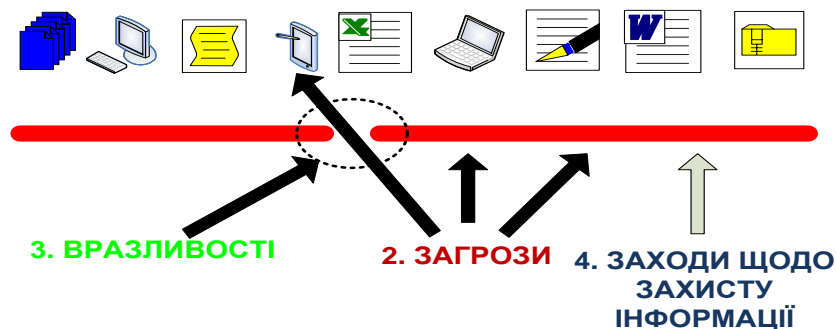 W
3. ВРАЗЛИВОСТІ
2. ЗАГРОЗИ
4. ЗАХОДИ ЩОДО
ЗАХИСТУ
ІНФОРМАЦІЇ